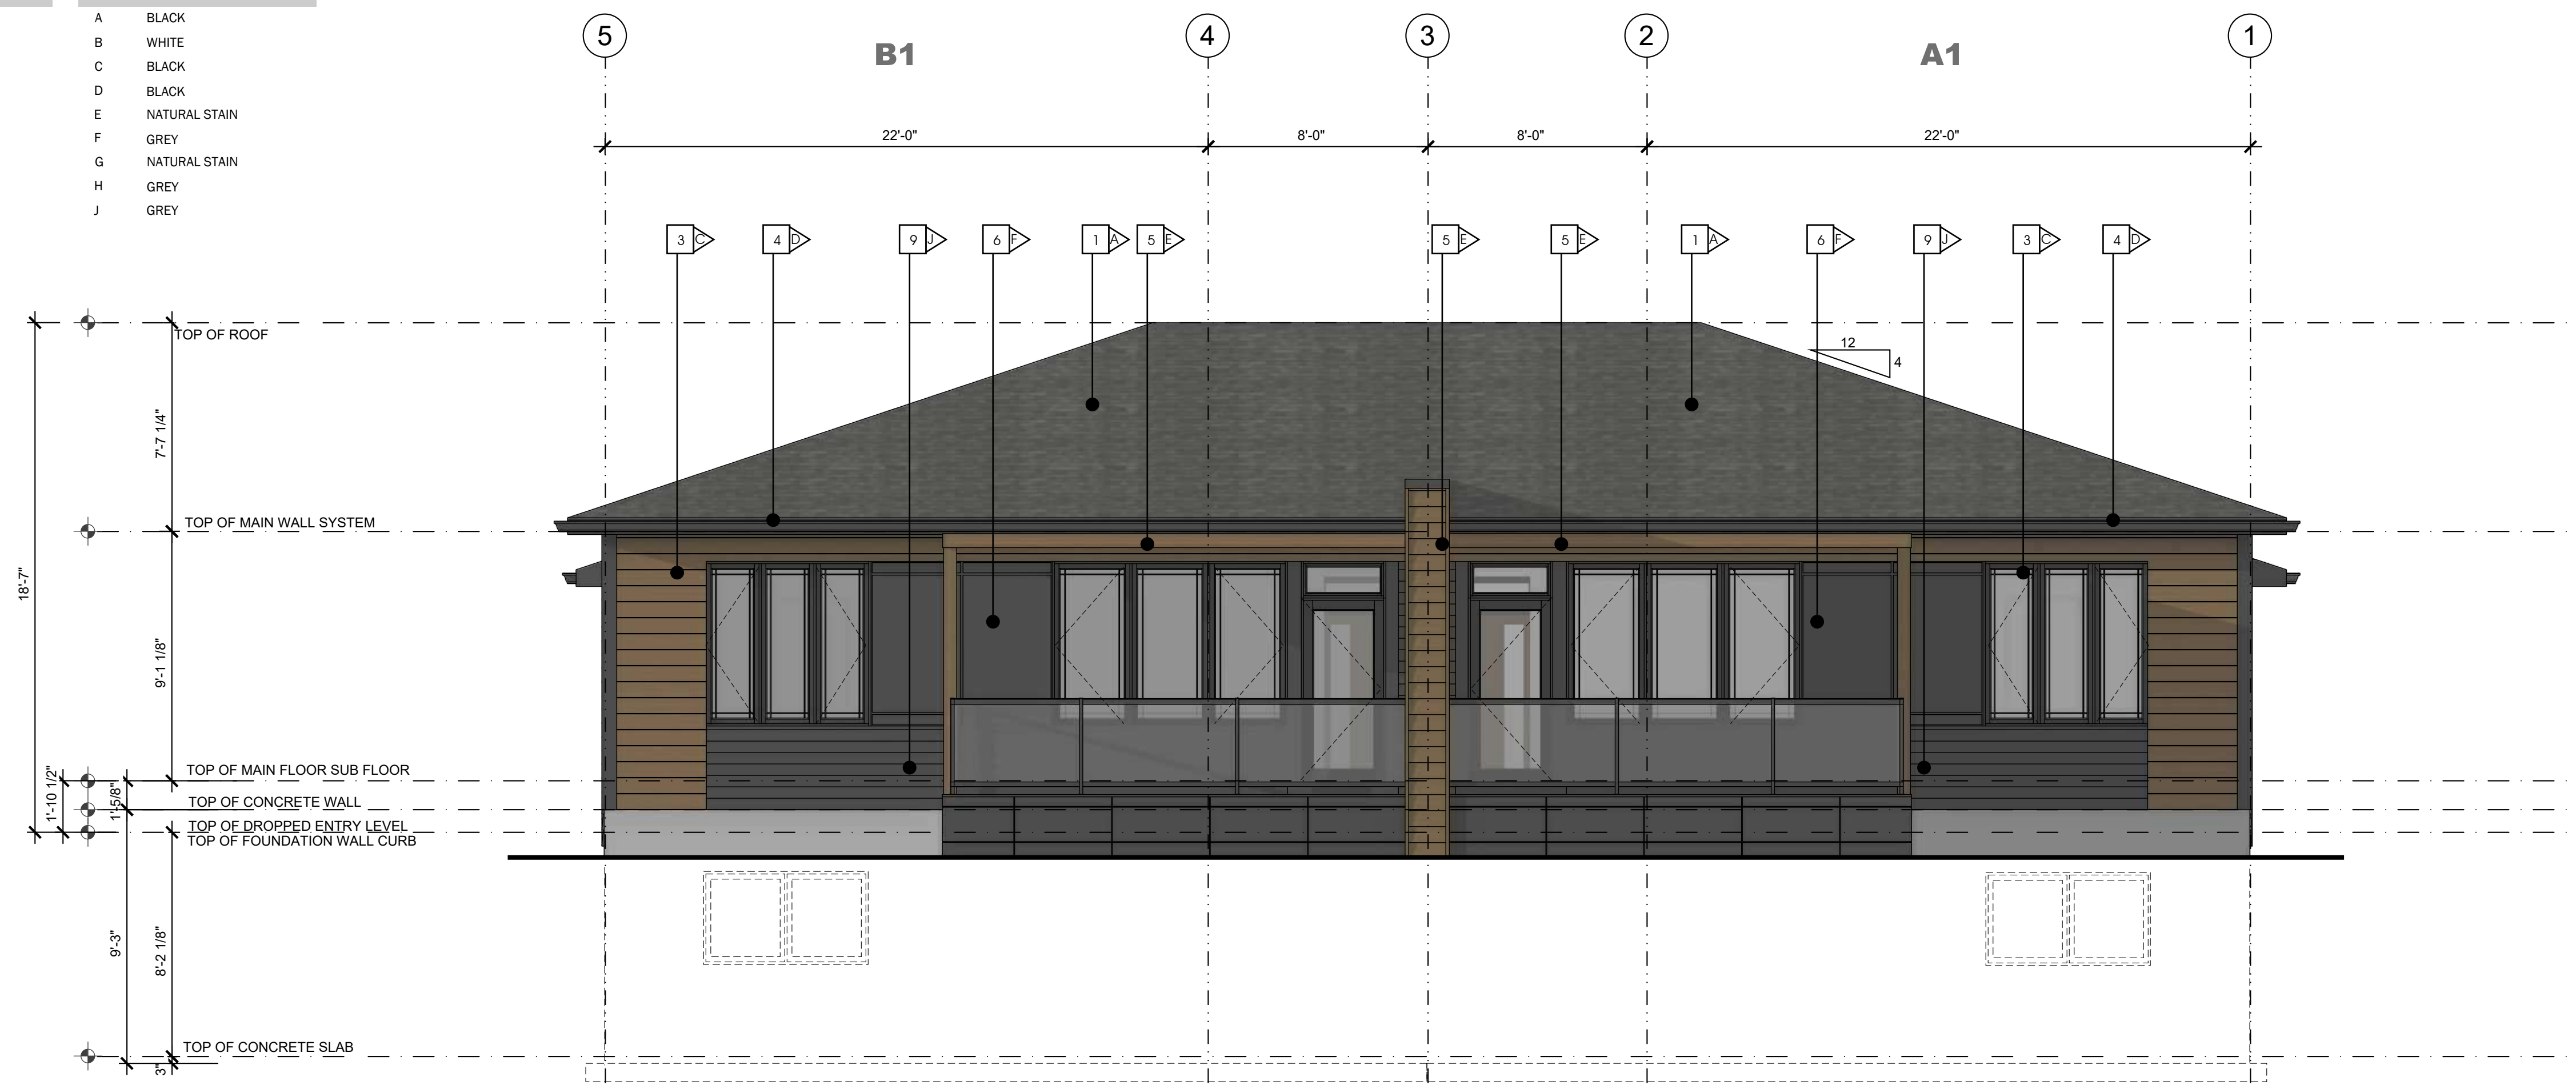 A BLACK
B WHITE
C BLACK
D BLACK
E NATURAL STAIN
F GREY
G NATURAL STAIN
H GREY
J GREY
5 4 3 2 1
B1 A1
22'-0" 8'-0" 8'-0" 22'-0"
3 C 4 D 9 J 6 F 1 A 5 E 5 E 5 E 1 A 6 F 9 J 3 C 4 D
TOP OF ROOF
12
4
7'-7 1/4"
TOP OF MAIN WALL SYSTEM
18'-7"
9'-1 1/8"
TOP OF MAIN FLOOR SUB FLOOR
1'-10 1/2"
1'-5/8"
TOP OF CONCRETE WALL
TOP OF DROPPED ENTRY LEVEL
TOP OF FOUNDATION WALL CURB
9'-3"
8'-2 1/8"
TOP OF CONCRETE SLAB
3"